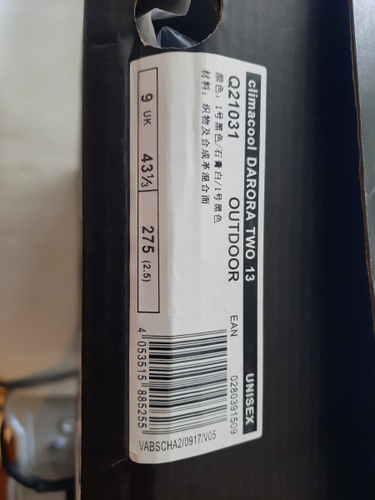 climacool DARORA TWO 13 UNISEX
Q21031 OUTDOOR EAN 0280391509
颜色: 1号黑色/石膏白/1号黑色
材料: 织物及合成革混合面
9 UK 43⅓ 275 (2.5)
4 053515 885255
VABSCHA2/0917/V05